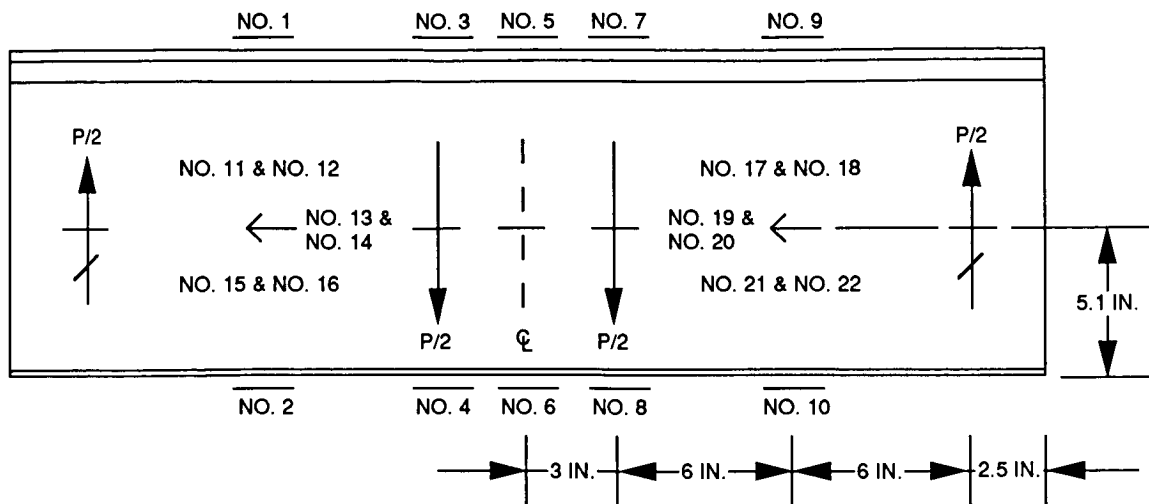 NO. 1
NO. 3
NO. 5
NO. 7
NO. 9
P/2
P/2
NO. 11 & NO. 12
NO. 17 & NO. 18
NO. 13 &
NO. 14
NO. 19 &
NO. 20
NO. 15 & NO. 16
NO. 21 & NO. 22
5.1 IN.
P/2
℄
P/2
NO. 2
NO. 4
NO. 6
NO. 8
NO. 10
3 IN.
6 IN.
6 IN.
2.5 IN.